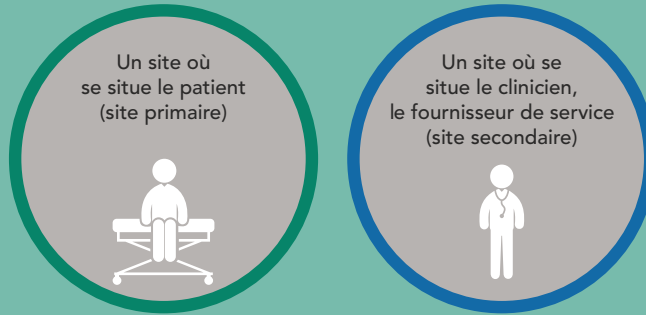 Un site où
se situe le patient
(site primaire)
Un site où se
situe le clinicien,
le fournisseur de service
(site secondaire)